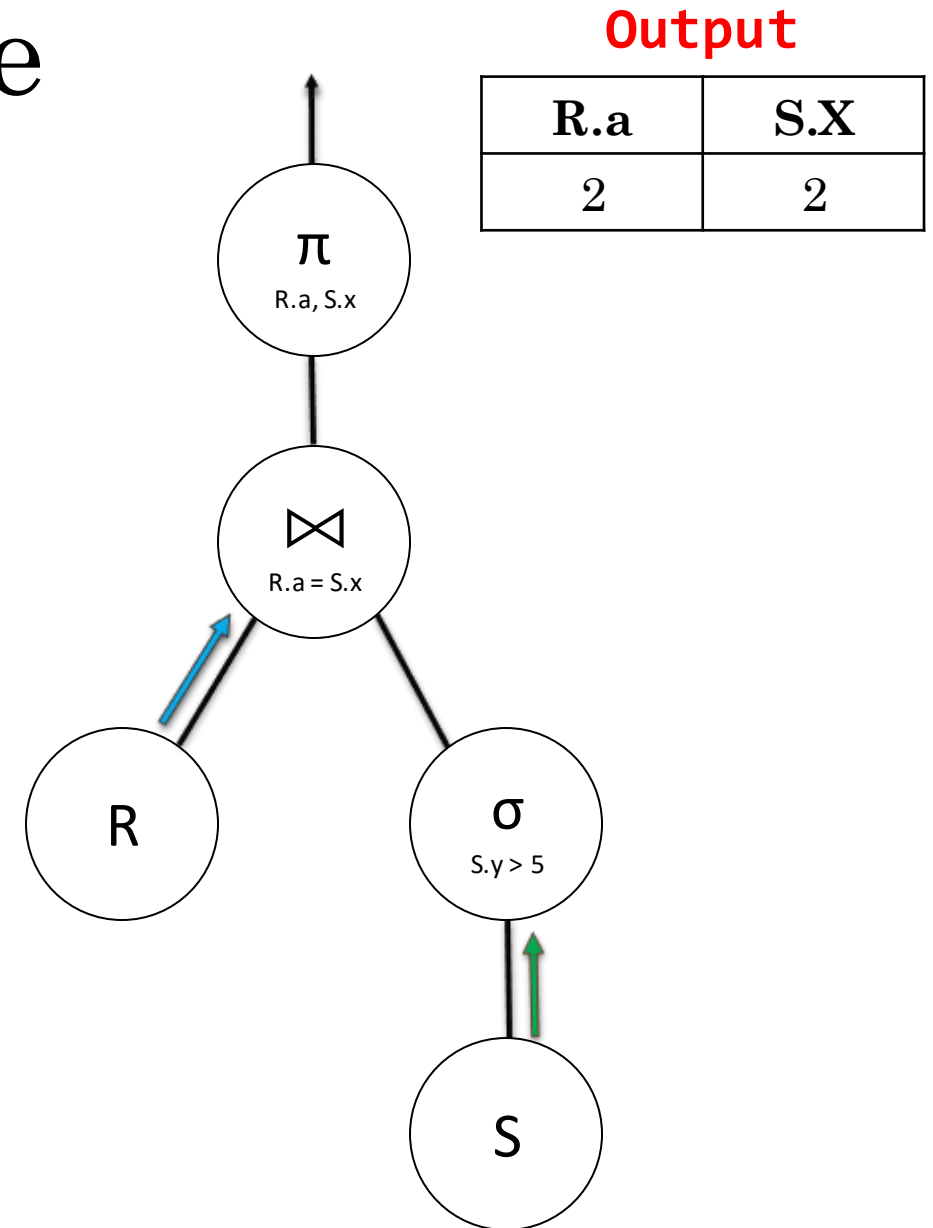 e
Output
R.a S.X
2 2
π
R.a, S.x
⋈
R.a = S.x
R
σ
S.y > 5
S